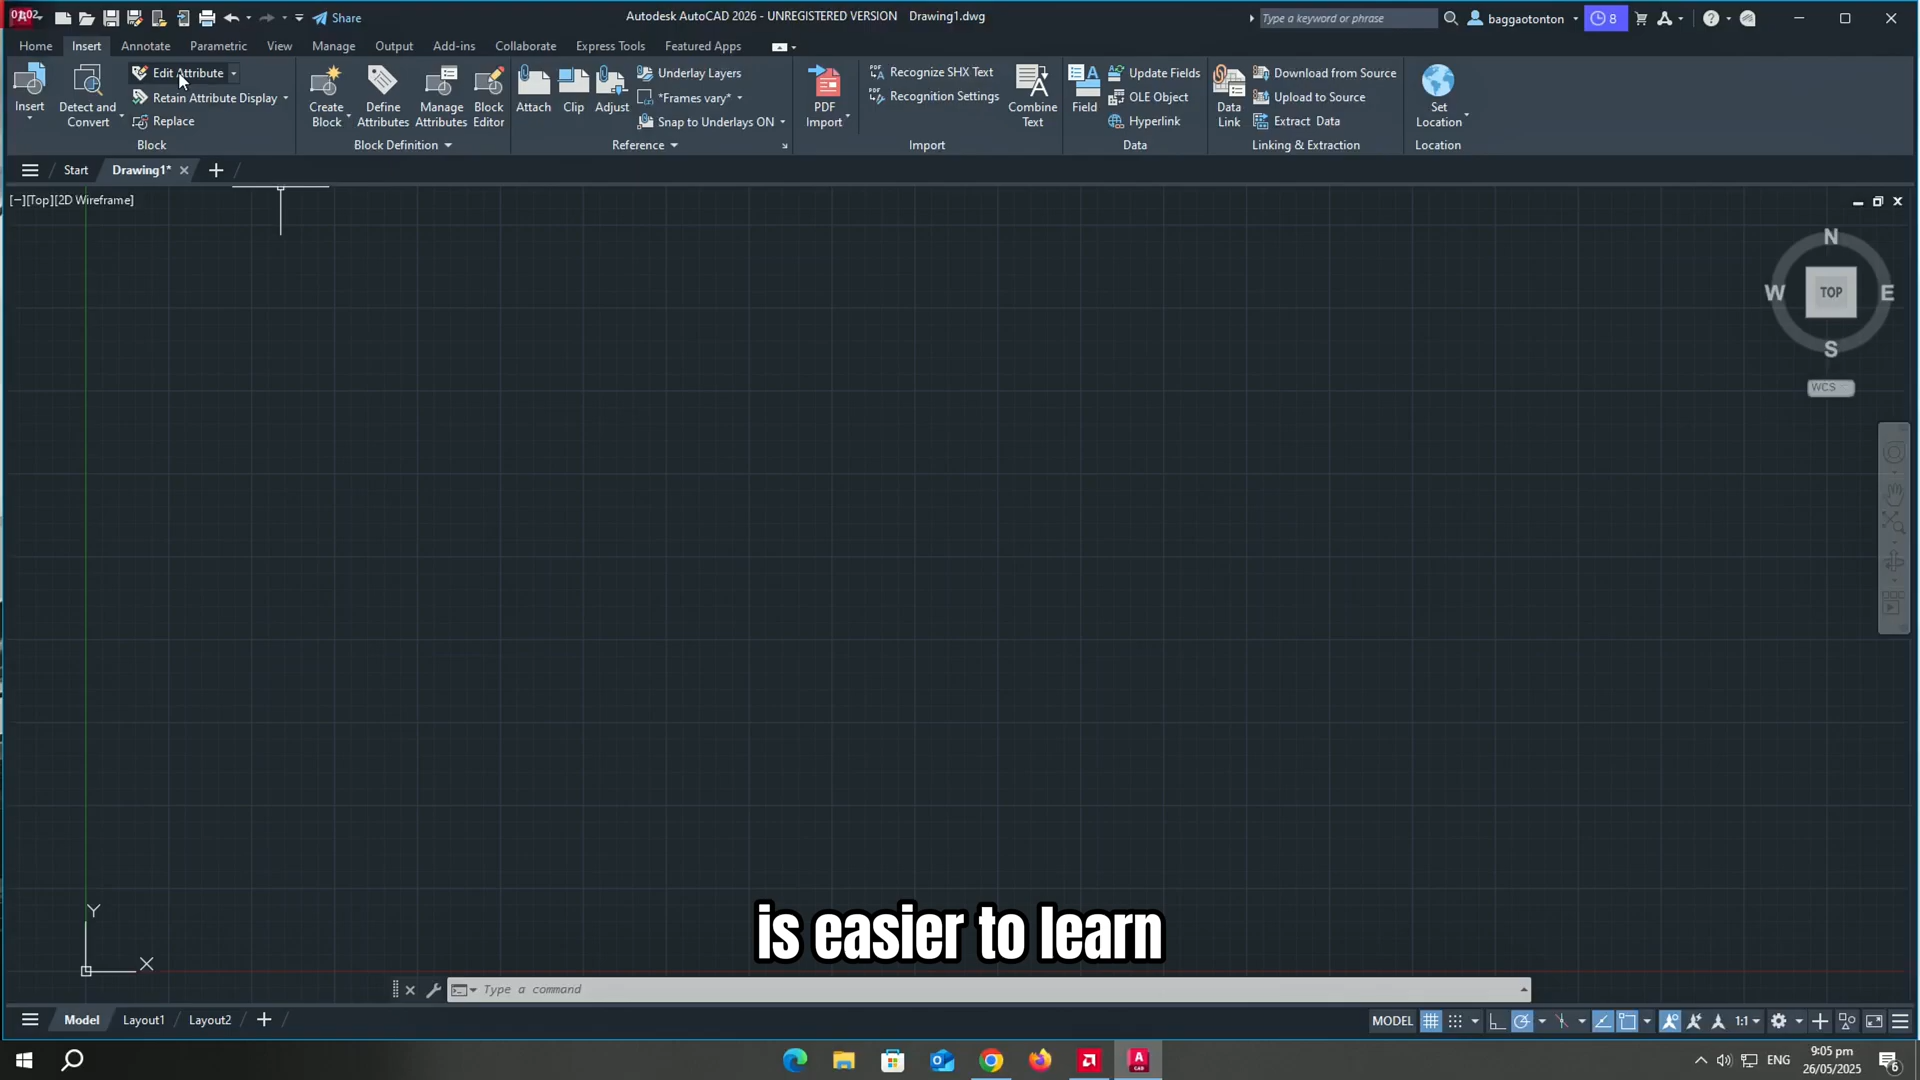 Share
Autodesk AutoCAD 2026 - UNREGISTERED VERSION Drawing1.dwg
Type a keyword or phrase
baggaotonton
8
Home Insert Annotate Parametric View Manage Output Add-ins Collaborate Express Tools Featured Apps
Insert
Detect and Convert
Edit Attribute
Retain Attribute Display
Replace
Block
Create Block
Define Attributes
Manage Attributes
Block Editor
Block Definition
Attach
Clip
Adjust
Underlay Layers
*Frames vary*
Snap to Underlays ON
Reference
PDF Import
Recognize SHX Text
Recognition Settings
Combine Text
Import
Field
Update Fields
OLE Object
Hyperlink
Data
Data Link
Download from Source
Upload to Source
Extract Data
Linking & Extraction
Set Location
Location
Start Drawing1*
[−][Top][2D Wireframe]
N
W TOP E
S
WCS
Y
X
is easier to learn
Type a command
Model Layout1 Layout2
MODEL 1:1
ENG
9:05 pm
26/05/2025
6